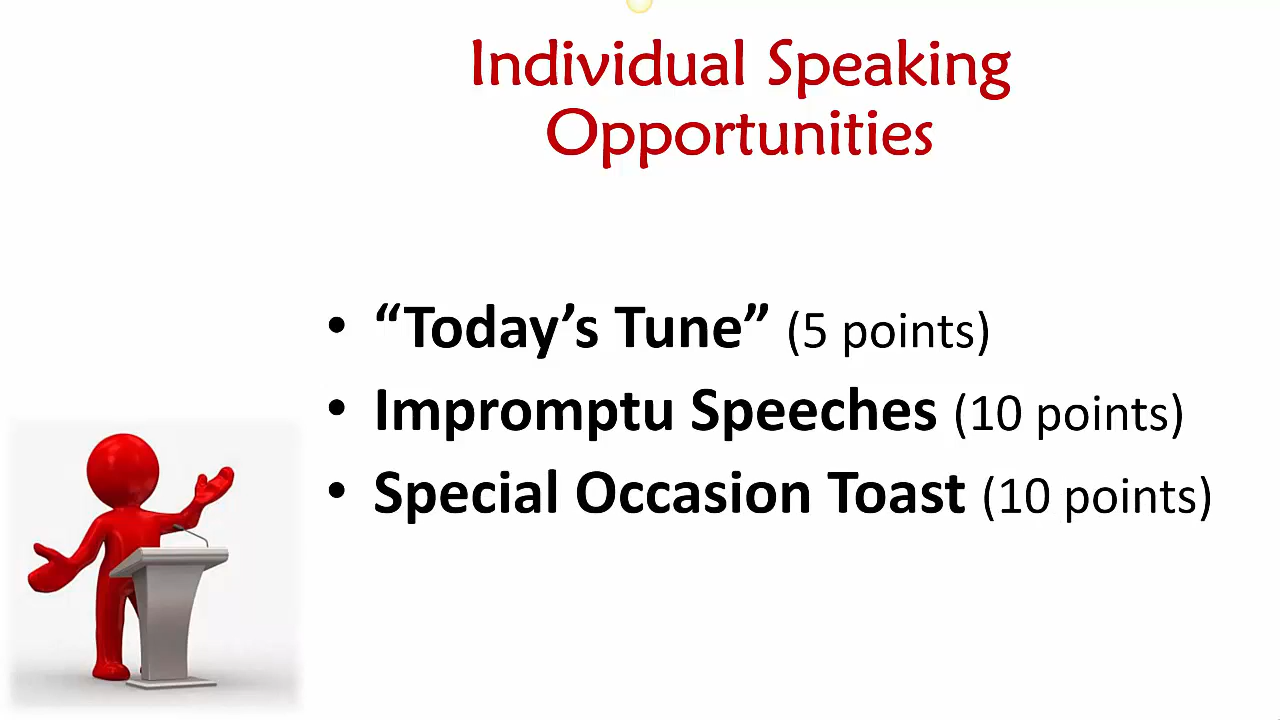 Individual Speaking
Opportunities
• “Today’s Tune” (5 points)
• Impromptu Speeches (10 points)
• Special Occasion Toast (10 points)